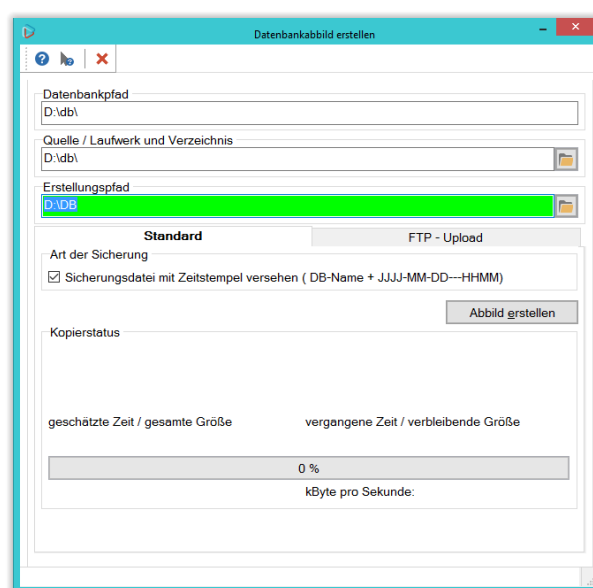 Datenbankabbild erstellen
Datenbankpfad
D:\db\
Quelle / Laufwerk und Verzeichnis
D:\db\
Erstellungspfad
D:\DB
Standard
FTP - Upload
Art der Sicherung
Sicherungsdatei mit Zeitstempel versehen ( DB-Name + JJJJ-MM-DD---HHMM)
Abbild erstellen
Kopierstatus
geschätzte Zeit / gesamte Größe
vergangene Zeit / verbleibende Größe
0 %
kByte pro Sekunde: